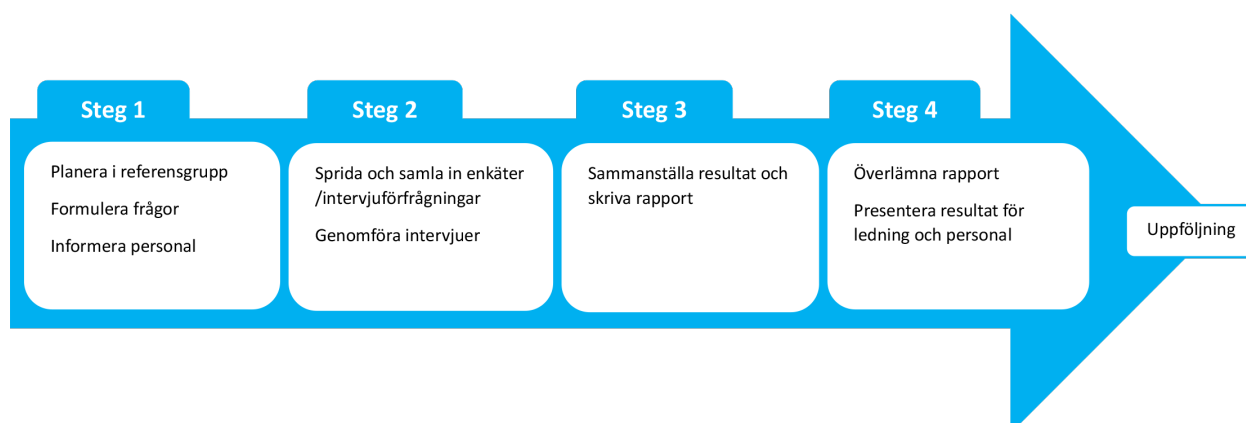 Steg 1
Planera i referensgrupp
Formulera frågor
Informera personal
Steg 2
Sprida och samla in enkäter
/intervjuförfrågningar
Genomföra intervjuer
Steg 3
Sammanställa resultat och
skriva rapport
Steg 4
Överlämna rapport
Presentera resultat för
ledning och personal
Uppföljning